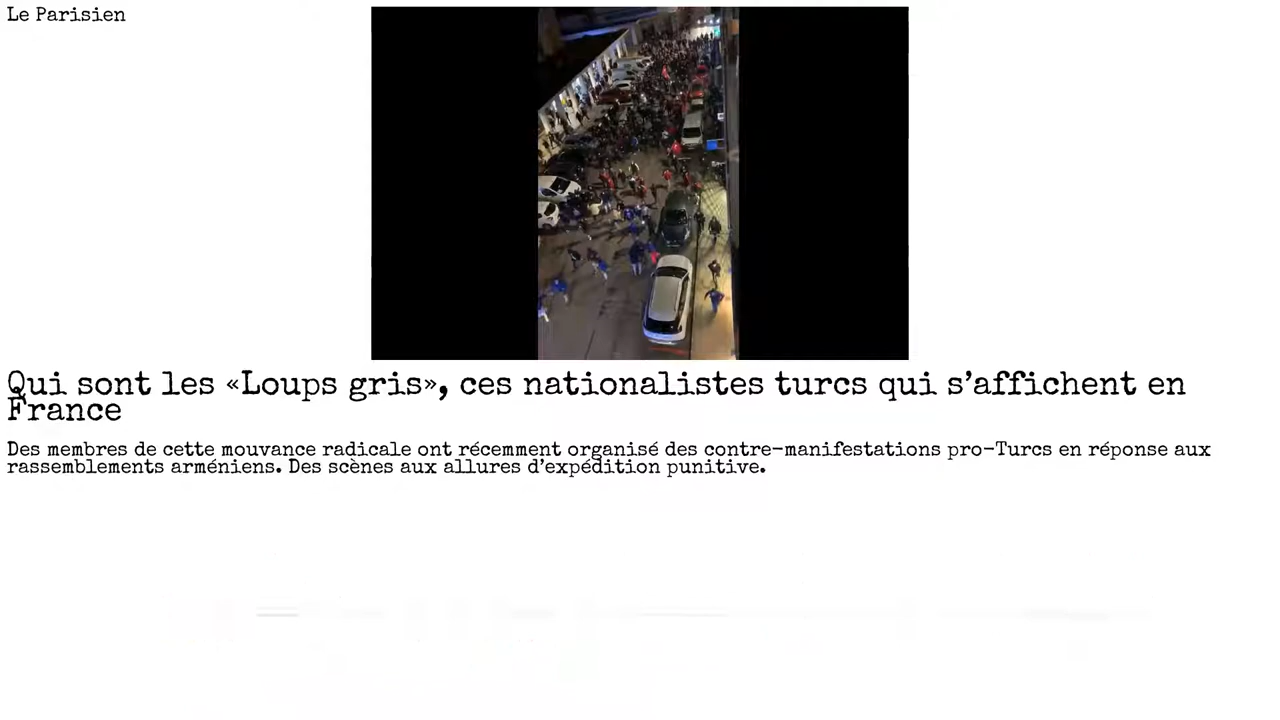 Le Parisien
Qui sont les «Loups gris», ces nationalistes turcs qui s’affichent en
France
Des membres de cette mouvance radicale ont récemment organisé des contre-manifestations pro-Turcs en réponse aux
rassemblements arméniens. Des scènes aux allures d’expédition punitive.